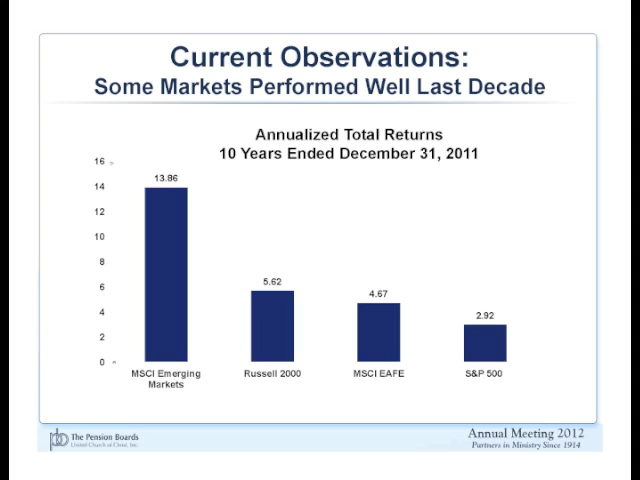 Current Observations:
Some Markets Performed Well Last Decade
Annualized Total Returns
10 Years Ended December 31, 2011
16
14
12
10
8
6
4
2
0
13.86
5.62
4.67
2.92
MSCI Emerging
Markets
Russell 2000
MSCI EAFE
S&P 500
The Pension Boards
United Church of Christ, Inc.
Annual Meeting 2012
Partners in Ministry Since 1914